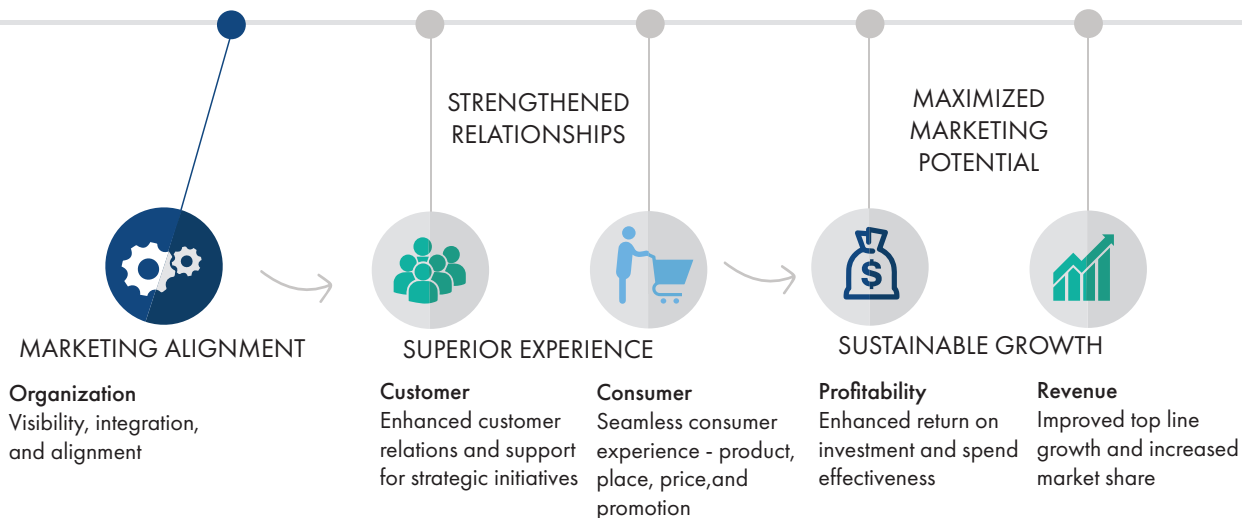 STRENGTHENED
RELATIONSHIPS
MAXIMIZED
MARKETING
POTENTIAL
$
MARKETING ALIGNMENT
Organization
Visibility, integration,
and alignment
SUPERIOR EXPERIENCE
Customer
Enhanced customer
relations and support
for strategic initiatives
Consumer
Seamless consumer
experience - product,
place, price,and
promotion
SUSTAINABLE GROWTH
Profitability
Enhanced return on
investment and spend
effectiveness
Revenue
Improved top line
growth and increased
market share